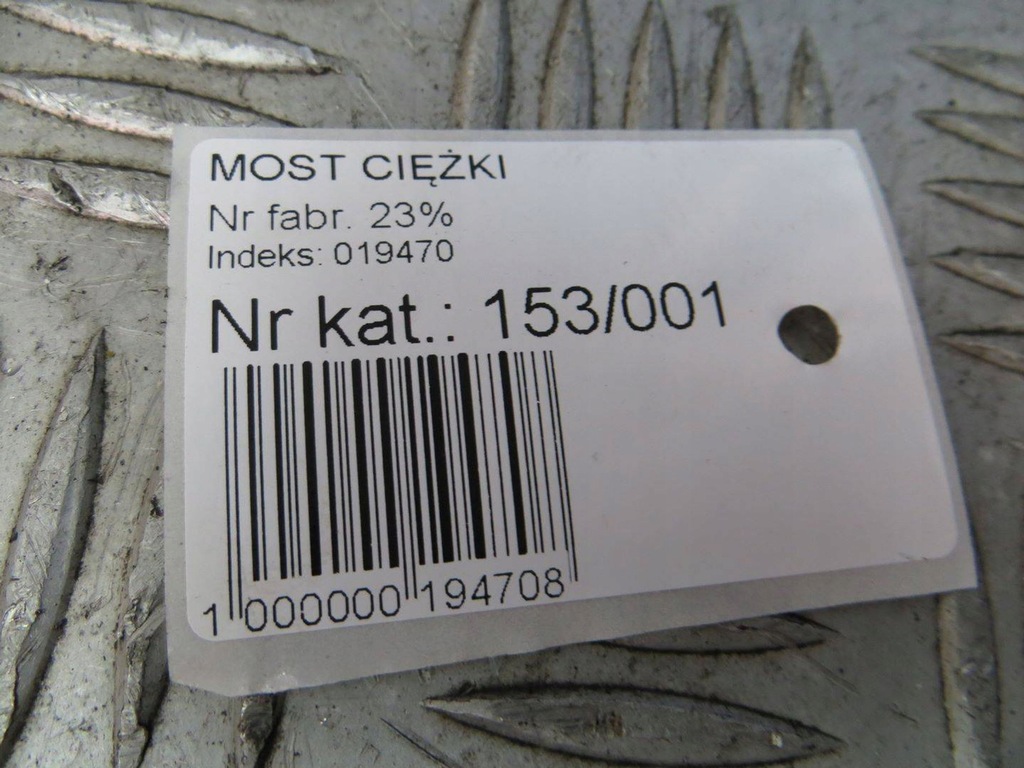 MOST CIĘŻKI
Nr fabr. 23%
Indeks: 019470
Nr kat.: 153/001
1 000000 194708